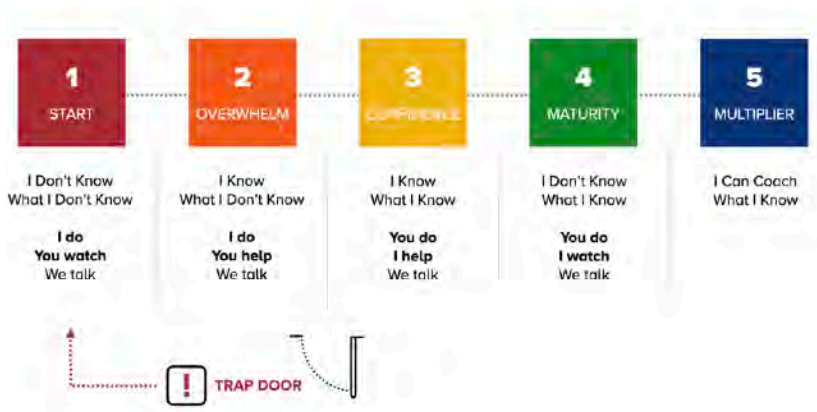 1
START
I Don't Know
What I Don't Know
I do
You watch
We talk
2
OVERWHELM
I Know
What I Don't Know
I do
You help
We talk
3
CONFIDENCE
I Know
What I Know
You do
I help
We talk
4
MATURITY
I Don't Know
What I Know
You do
I watch
We talk
5
MULTIPLIER
I Can Coach
What I Know
! TRAP DOOR